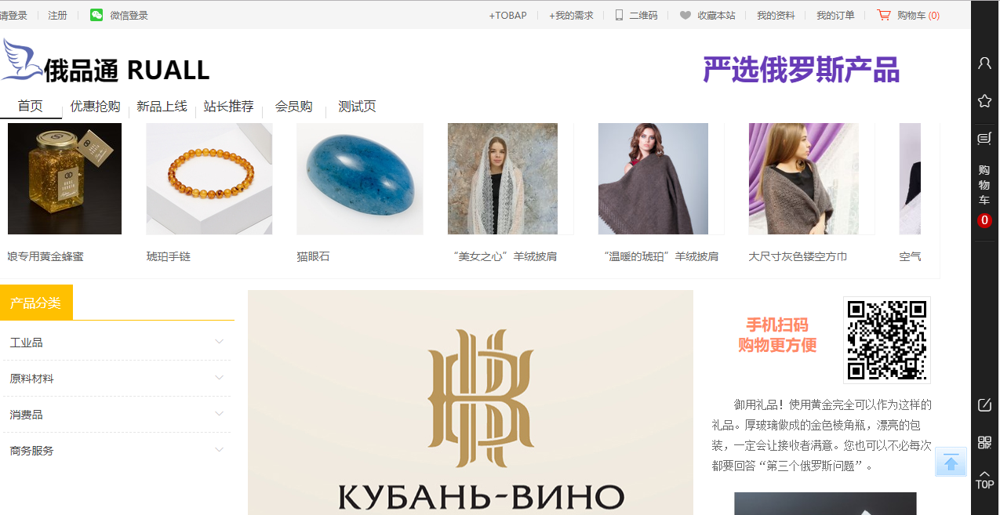 请登录 注册 微信登录 +TOBAP +我的需求 二维码 收藏本站 我的资料 我的订单 购物车 (0)
俄品通 RUALL
严选俄罗斯产品
首页 优惠抢购 新品上线 站长推荐 会员购 测试页
娘专用黄金蜂蜜 琥珀手链 猫眼石 “美女之心”羊绒披肩 “温暖的琥珀”羊绒披肩 大尺寸灰色镂空方巾 空气
购物车
0
产品分类
工业品
原料材料
消费品
商务服务
КУБАНЬ-ВИНО
手机扫码
购物更方便
御用礼品！使用黄金完全可以作为这样的
礼品。厚玻璃做成的金色棱角瓶，漂亮的包
装，一定会让接收者满意。您也可以不必每次
都要回答“第三个俄罗斯问题”。
TOP